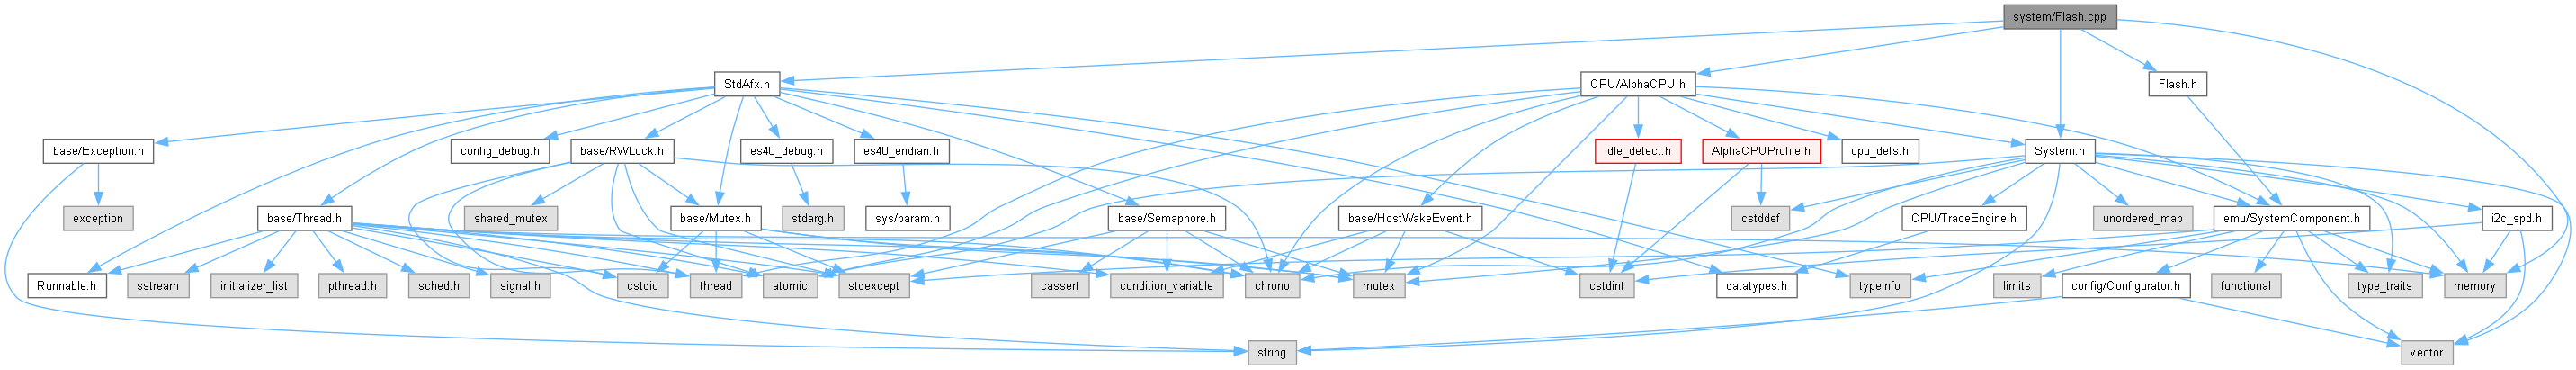 system/Flash.cpp
StdAfx.h
CPU/AlphaCPU.h
Flash.h
base/Exception.h
config_debug.h
base/RWLock.h
es40_debug.h
es40_endian.h
idle_detect.h
AlphaCPUProfile.h
cpu_defs.h
System.h
exception
base/Thread.h
shared_mutex
base/Mutex.h
stdarg.h
sys/param.h
base/Semaphore.h
base/HostWakeEvent.h
cstddef
CPU/TraceEngine.h
unordered_map
emu/SystemComponent.h
i2c_spd.h
Runnable.h
sstream
initializer_list
pthread.h
sched.h
signal.h
cstdio
thread
atomic
stdexcept
cassert
condition_variable
chrono
mutex
cstdint
datatypes.h
typeinfo
limits
config/Configurator.h
functional
type_traits
memory
string
vector